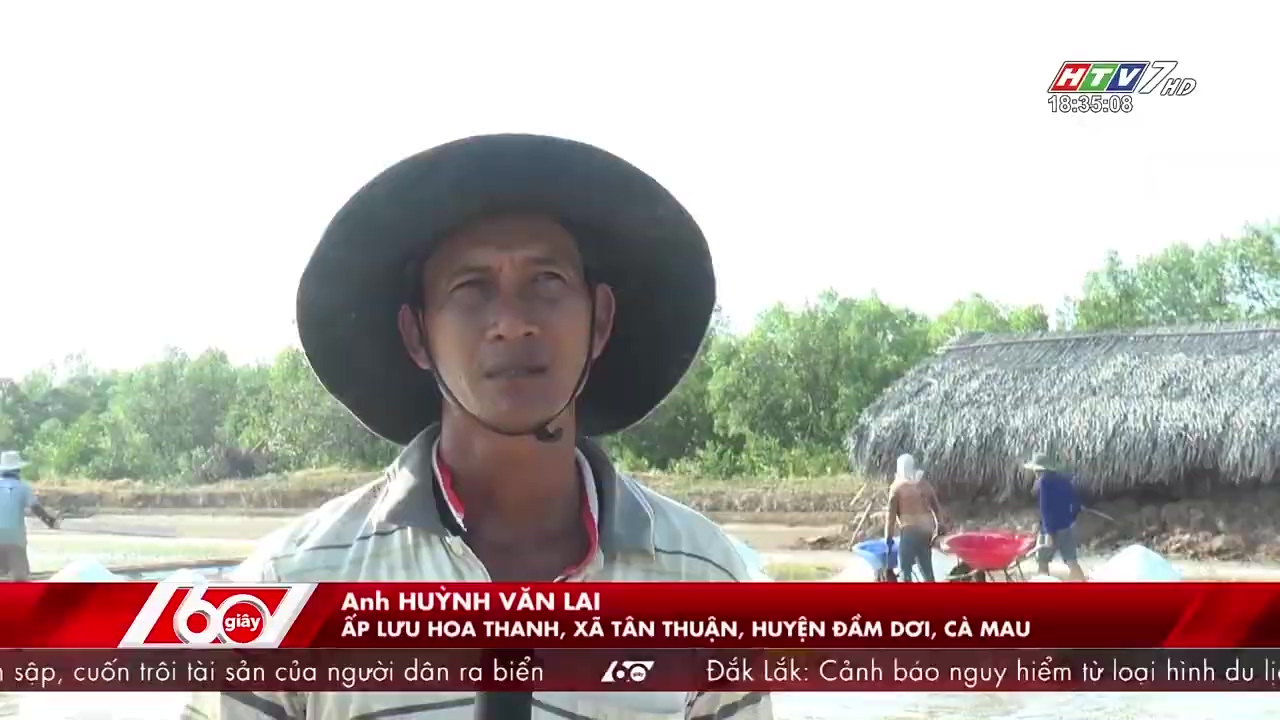 HTV7 HD
18:35:08
Anh HUỲNH VĂN LAI
60 giây
ẤP LƯU HOA THANH, XÃ TÂN THUẬN, HUYỆN ĐẦM DƠI, CÀ MAU
sập, cuốn trôi tài sản của người dân ra biển 60 giây Đắk Lắk: Cảnh báo nguy hiểm từ loại hình du